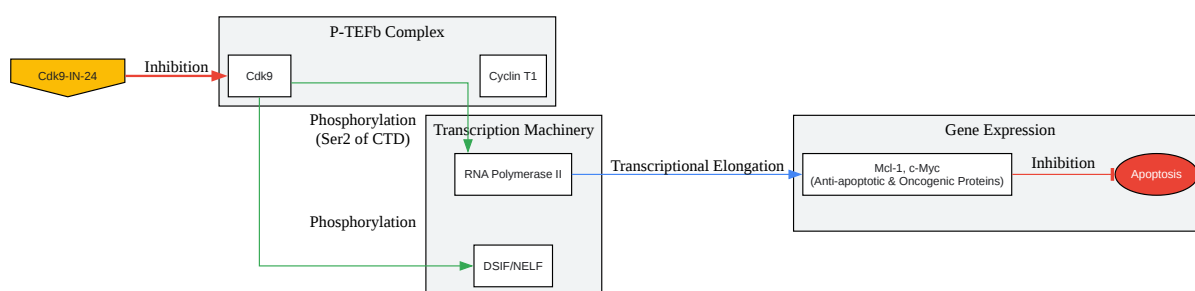 P-TEFb Complex
Cdk9-IN-24
Inhibition
Cdk9
Cyclin T1
Phosphorylation
(Ser2 of CTD)
Transcription Machinery
RNA Polymerase II
Transcriptional Elongation
Gene Expression
Mcl-1, c-Myc
(Anti-apoptotic & Oncogenic Proteins)
Inhibition
Apoptosis
Phosphorylation
DSIF/NELF